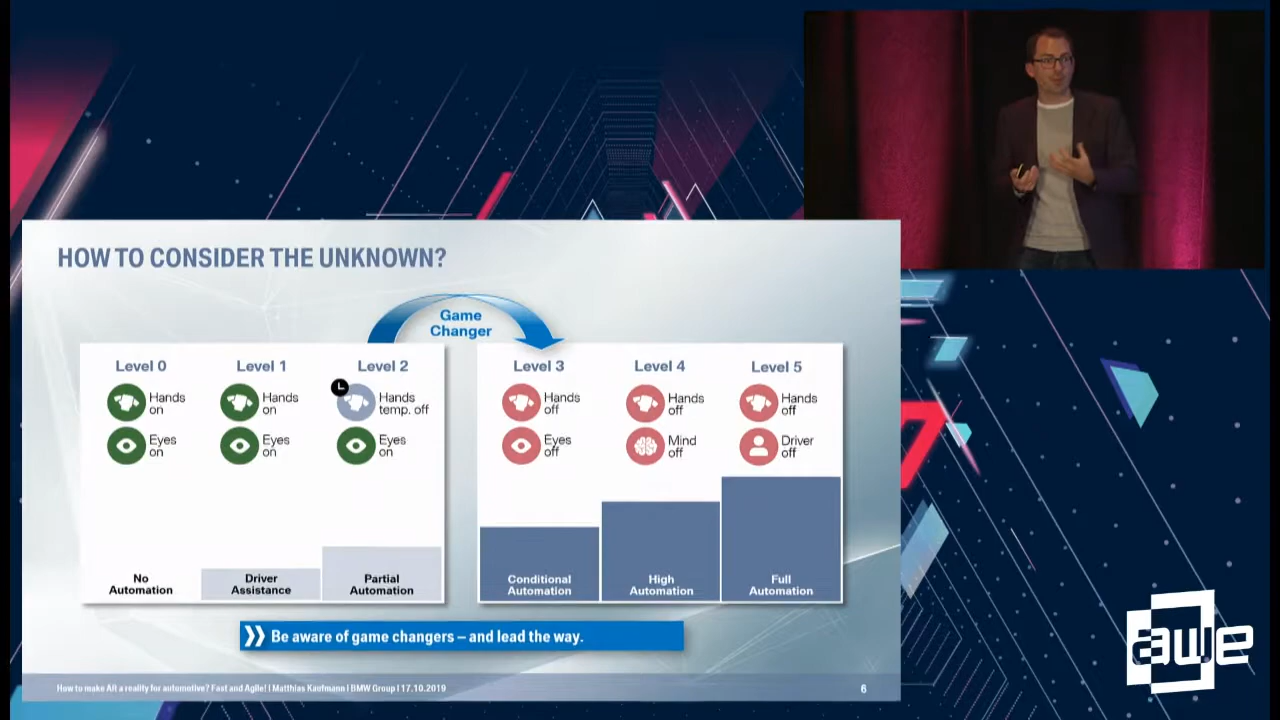 HOW TO CONSIDER THE UNKNOWN?
Game
Changer
Level 0
Hands
on
Eyes
on
No
Automation
Level 1
Hands
on
Eyes
on
Driver
Assistance
Level 2
Hands
temp. off
Eyes
on
Partial
Automation
Level 3
Hands
off
Eyes
off
Conditional
Automation
Level 4
Hands
off
Mind
off
High
Automation
Level 5
Hands
off
Driver
off
Full
Automation
Be aware of game changers – and lead the way.
How to make AR a reality for automotive? Fast and Agile! | Matthias Kaufmann | BMW Group | 17.10.2019
6
awe